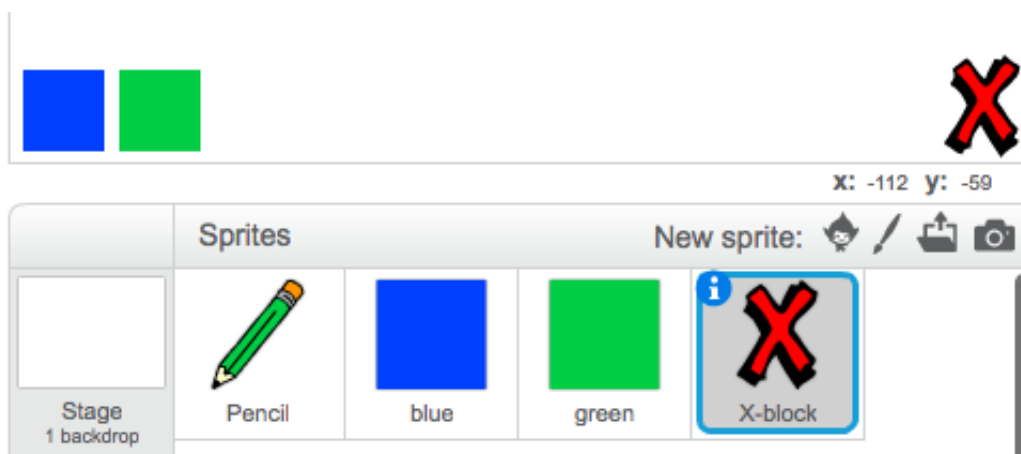 x: -112 y: -59
Sprites
New sprite:
Stage
1 backdrop
Pencil
blue
green
X-block